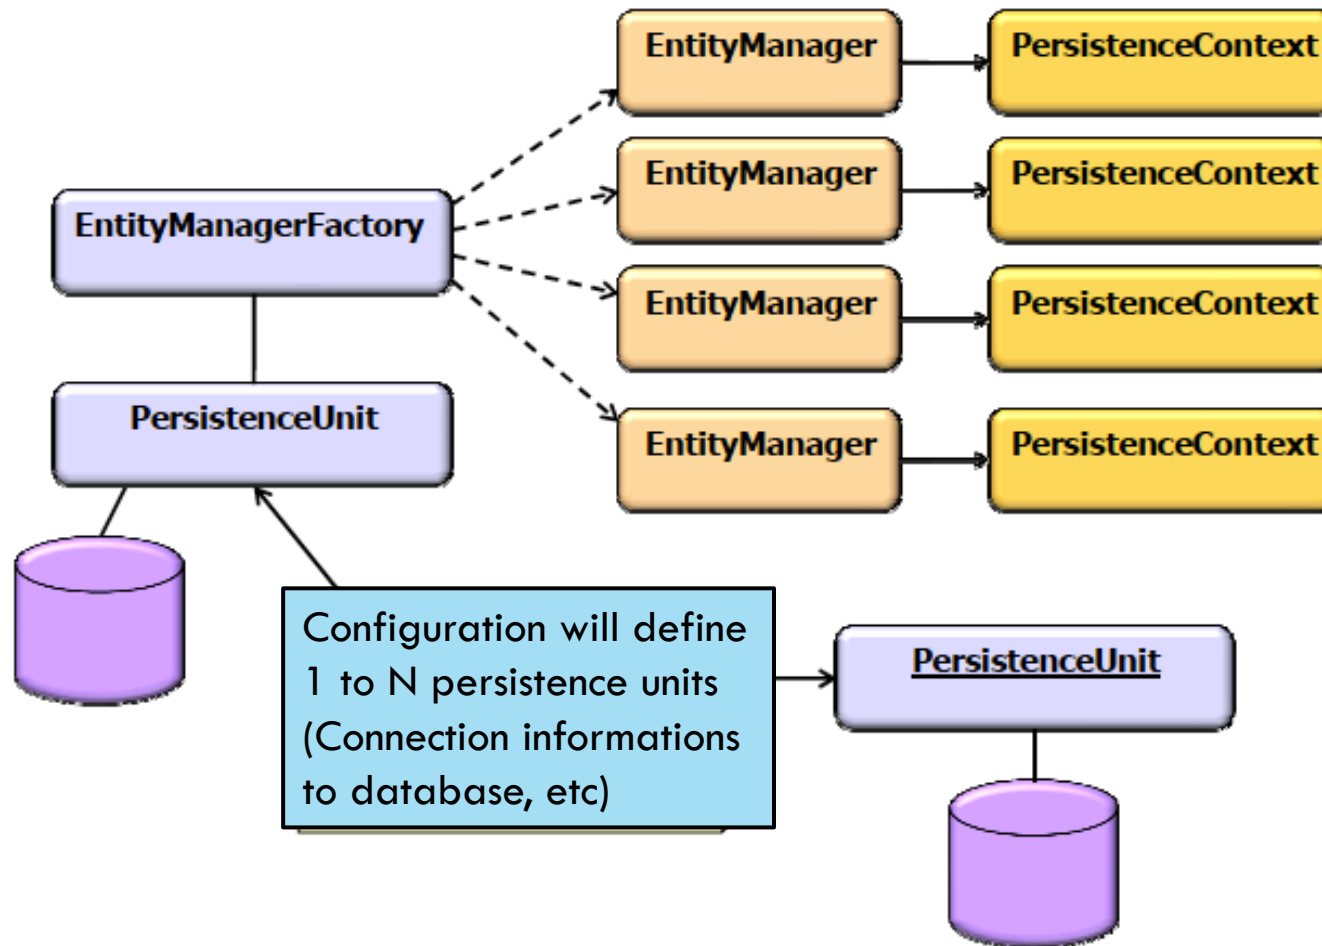 EntityManager
PersistenceContext
EntityManager
PersistenceContext
EntityManagerFactory
EntityManager
PersistenceContext
PersistenceUnit
EntityManager
PersistenceContext
Configuration will define
1 to N persistence units
(Connection informations
to database, etc)
PersistenceUnit